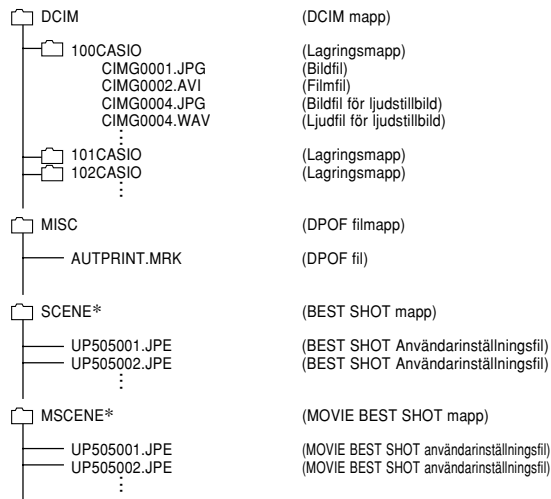 DCIM (DCIM mapp)
100CASIO (Lagringsmapp)
CIMG0001.JPG (Bildfil)
CIMG0002.AVI (Filmfil)
CIMG0004.JPG (Bildfil för ljudstillbild)
CIMG0004.WAV (Ljudfil för ljudstillbild)
101CASIO (Lagringsmapp)
102CASIO (Lagringsmapp)
MISC (DPOF filmapp)
AUTPRINT.MRK (DPOF fil)
SCENE* (BEST SHOT mapp)
UP505001.JPE (BEST SHOT Användarinställningsfil)
UP505002.JPE (BEST SHOT Användarinställningsfil)
MSCENE* (MOVIE BEST SHOT mapp)
UP505001.JPE (MOVIE BEST SHOT användarinställningsfil)
UP505002.JPE (MOVIE BEST SHOT användarinställningsfil)